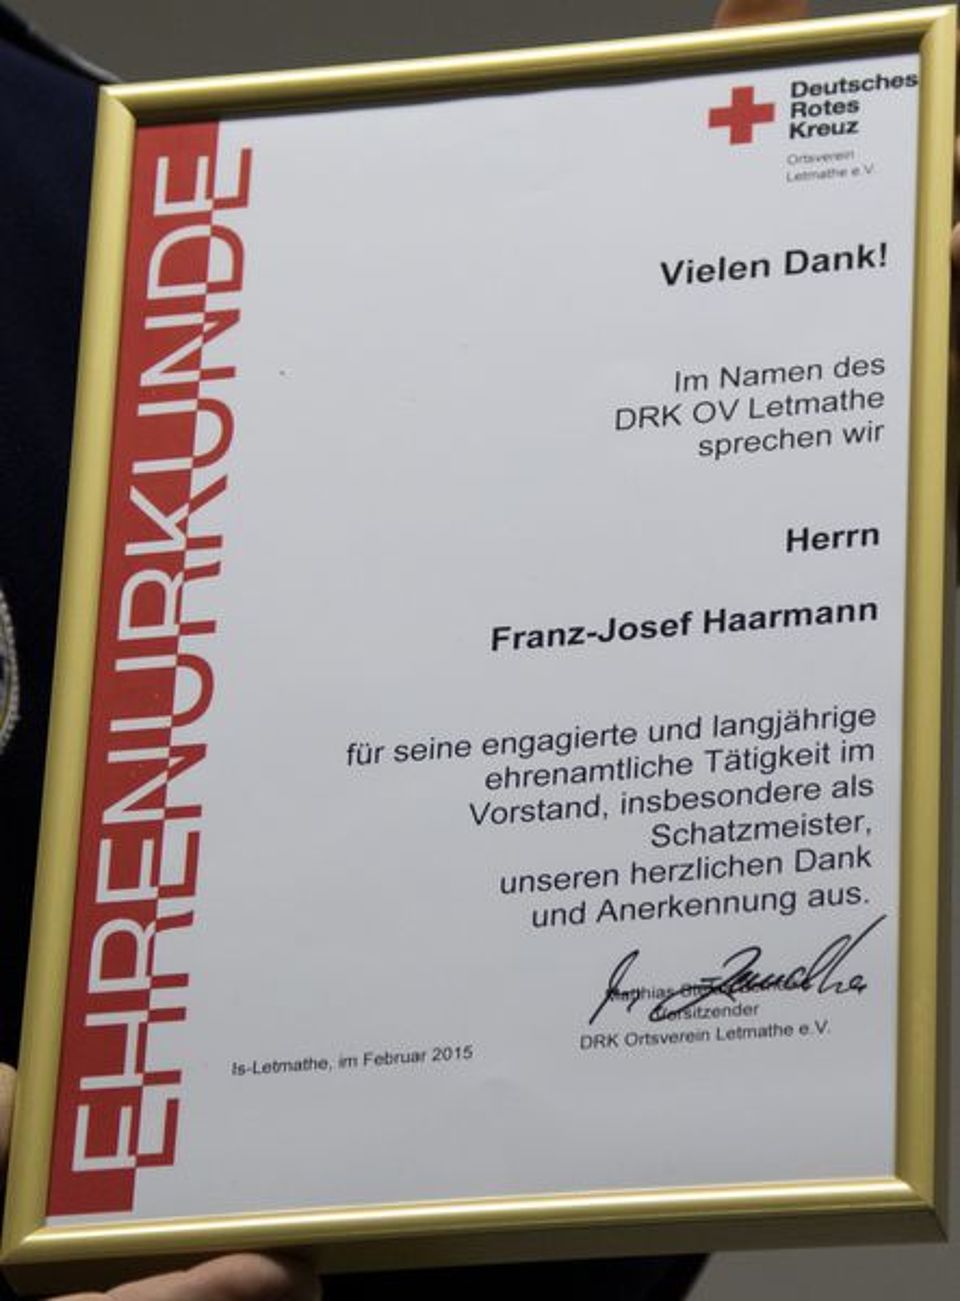 EHRENURKUNDE
Deutsches
Rotes
Kreuz
Ortsverein
Letmathe e.V.
Vielen Dank!
Im Namen des
DRK OV Letmathe
sprechen wir
Herrn
Franz-Josef Haarmann
für seine engagierte und langjährige
ehrenamtliche Tätigkeit im
Vorstand, insbesondere als
Schatzmeister,
unseren herzlichen Dank
und Anerkennung aus.
Matthias
Vorsitzender
DRK Ortsverein Letmathe e.V.
Is-Letmathe, im Februar 2015